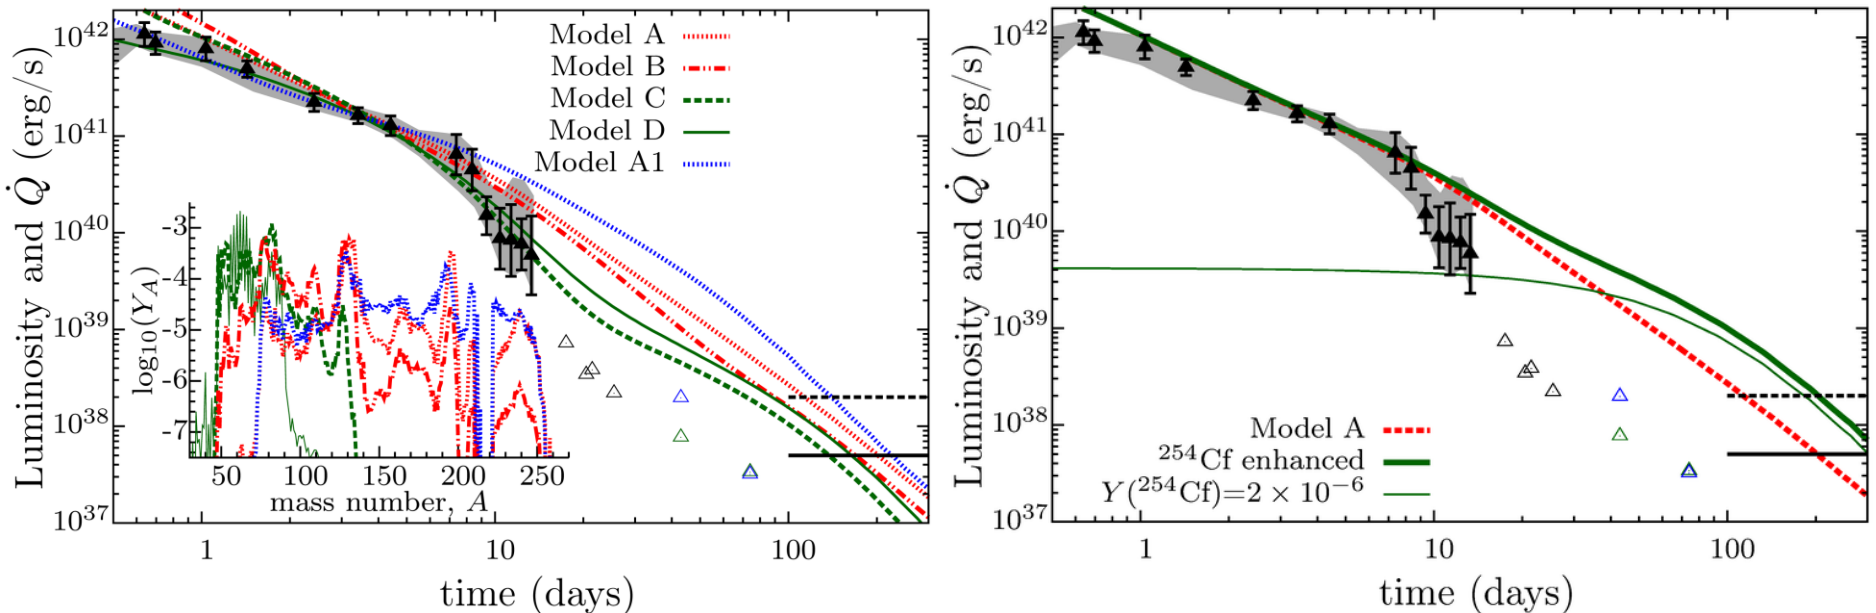 Luminosity and Q̇ (erg/s)
10^42
10^41
10^40
10^39
10^38
10^37
Model A
Model B
Model C
Model D
Model A1
log10(Y_A)
-3
-4
-5
-6
-7
50 100 150 200 250
mass number, A
1 10 100
time (days)
Luminosity and Q̇ (erg/s)
10^42
10^41
10^40
10^39
10^38
10^37
Model A
^254Cf enhanced
Y(^254Cf)=2 × 10^−6
1 10 100
time (days)